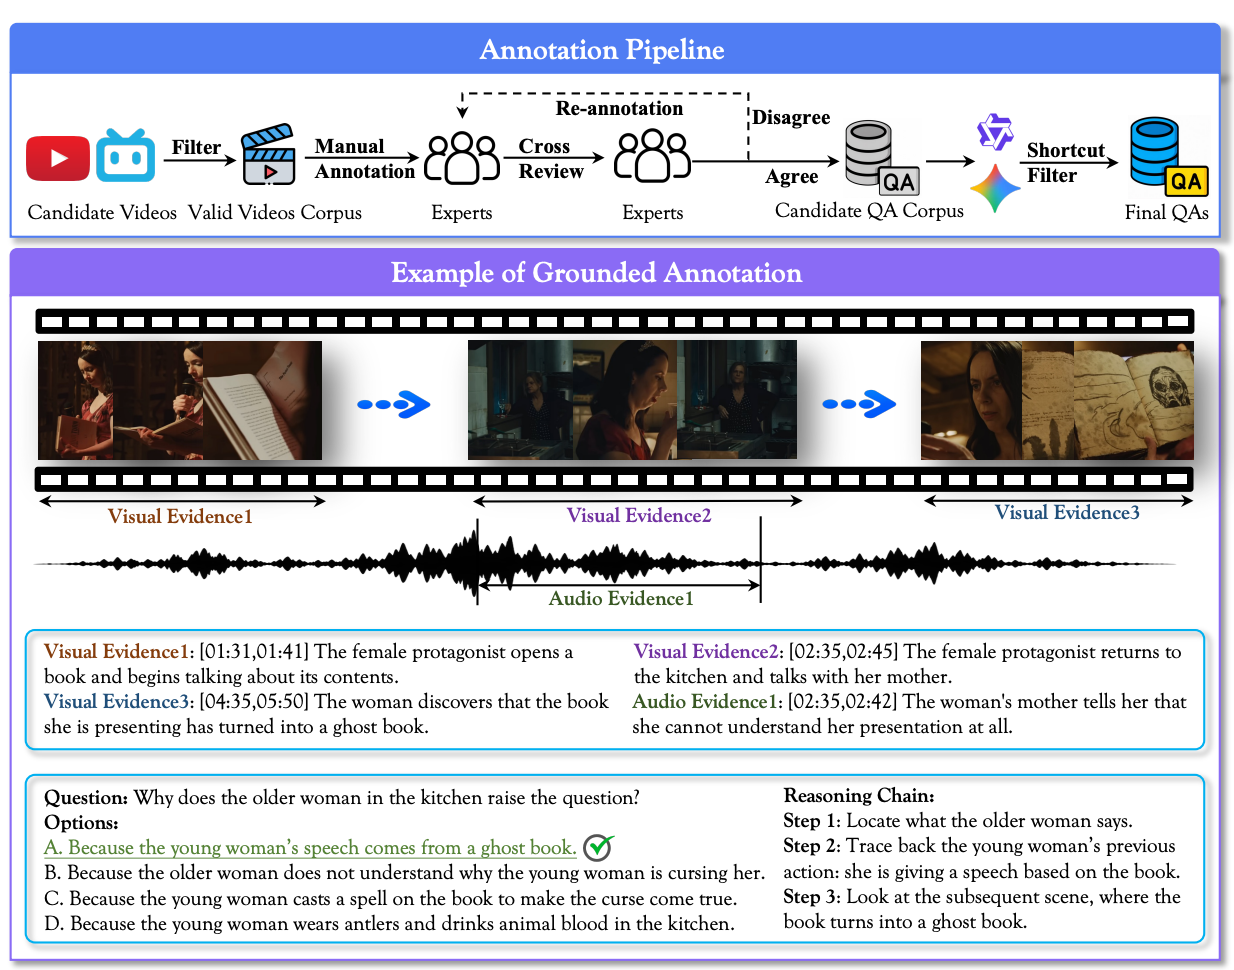 Annotation Pipeline
Re-annotation
Filter
Manual
Annotation
Cross
Review
Disagree
Agree
QA
Shortcut
Filter
QA
Candidate Videos
Valid Videos Corpus
Experts
Experts
Candidate QA Corpus
Final QAs
Example of Grounded Annotation
Visual Evidence1
Visual Evidence2
Visual Evidence3
Audio Evidence1
Visual Evidence1: [01:31,01:41] The female protagonist opens a
book and begins talking about its contents.
Visual Evidence3: [04:35,05:50] The woman discovers that the book
she is presenting has turned into a ghost book.
Visual Evidence2: [02:35,02:45] The female protagonist returns to
the kitchen and talks with her mother.
Audio Evidence1: [02:35,02:42] The woman's mother tells her that
she cannot understand her presentation at all.
Question: Why does the older woman in the kitchen raise the question?
Options:
A. Because the young woman's speech comes from a ghost book.
B. Because the older woman does not understand why the young woman is cursing her.
C. Because the young woman casts a spell on the book to make the curse come true.
D. Because the young woman wears antlers and drinks animal blood in the kitchen.
Reasoning Chain:
Step 1: Locate what the older woman says.
Step 2: Trace back the young woman's previous
action: she is giving a speech based on the book.
Step 3: Look at the subsequent scene, where the
book turns into a ghost book.